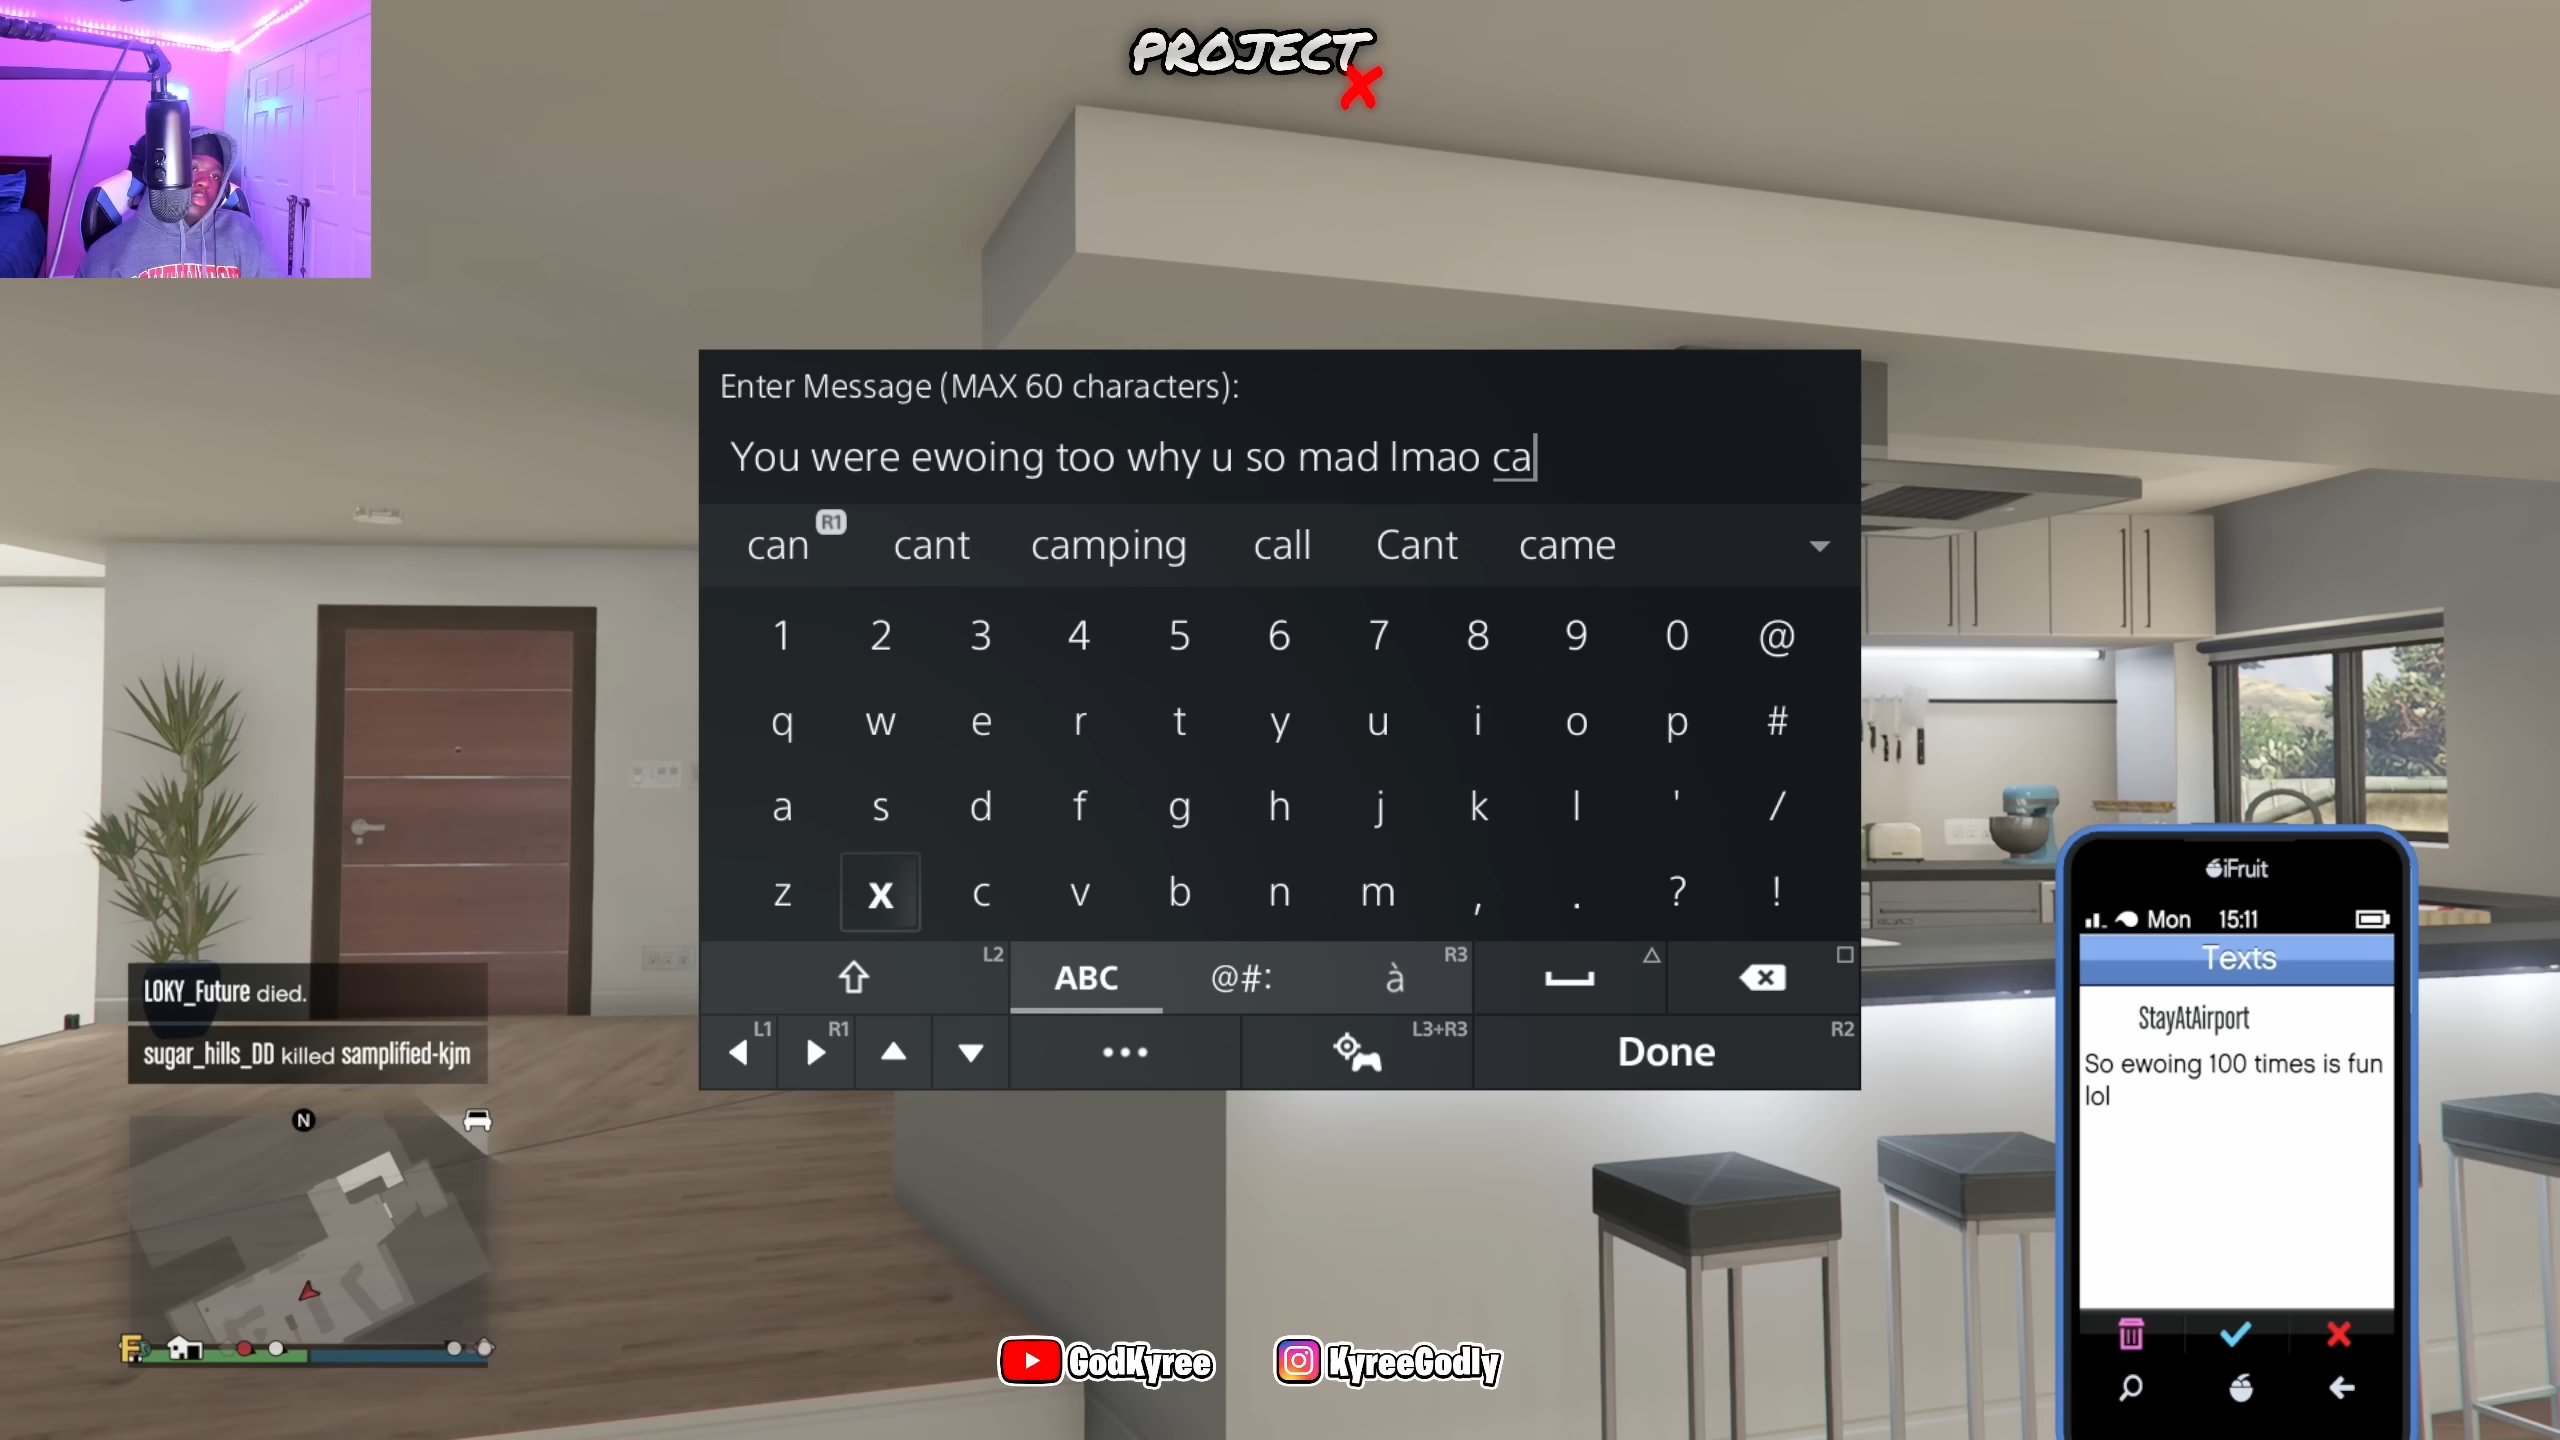 PROJECT
X
Enter Message (MAX 60 characters):
You were ewoing too why u so mad lmao ca
can R1 cant camping call Cant came
1 2 3 4 5 6 7 8 9 0 @
q w e r t y u i o p #
a s d f g h j k l ' /
z x c v b n m , . ? !
L2 ABC @#: à R3
L1 R1 ••• L3+R3 Done R2
LOKY_Future died.
sugar_hills_DD killed samplified-kjm
N
iFruit
Mon 15:11
Texts
StayAtAirport
So ewoing 100 times is fun
lol
GodKyree KyreeGodly